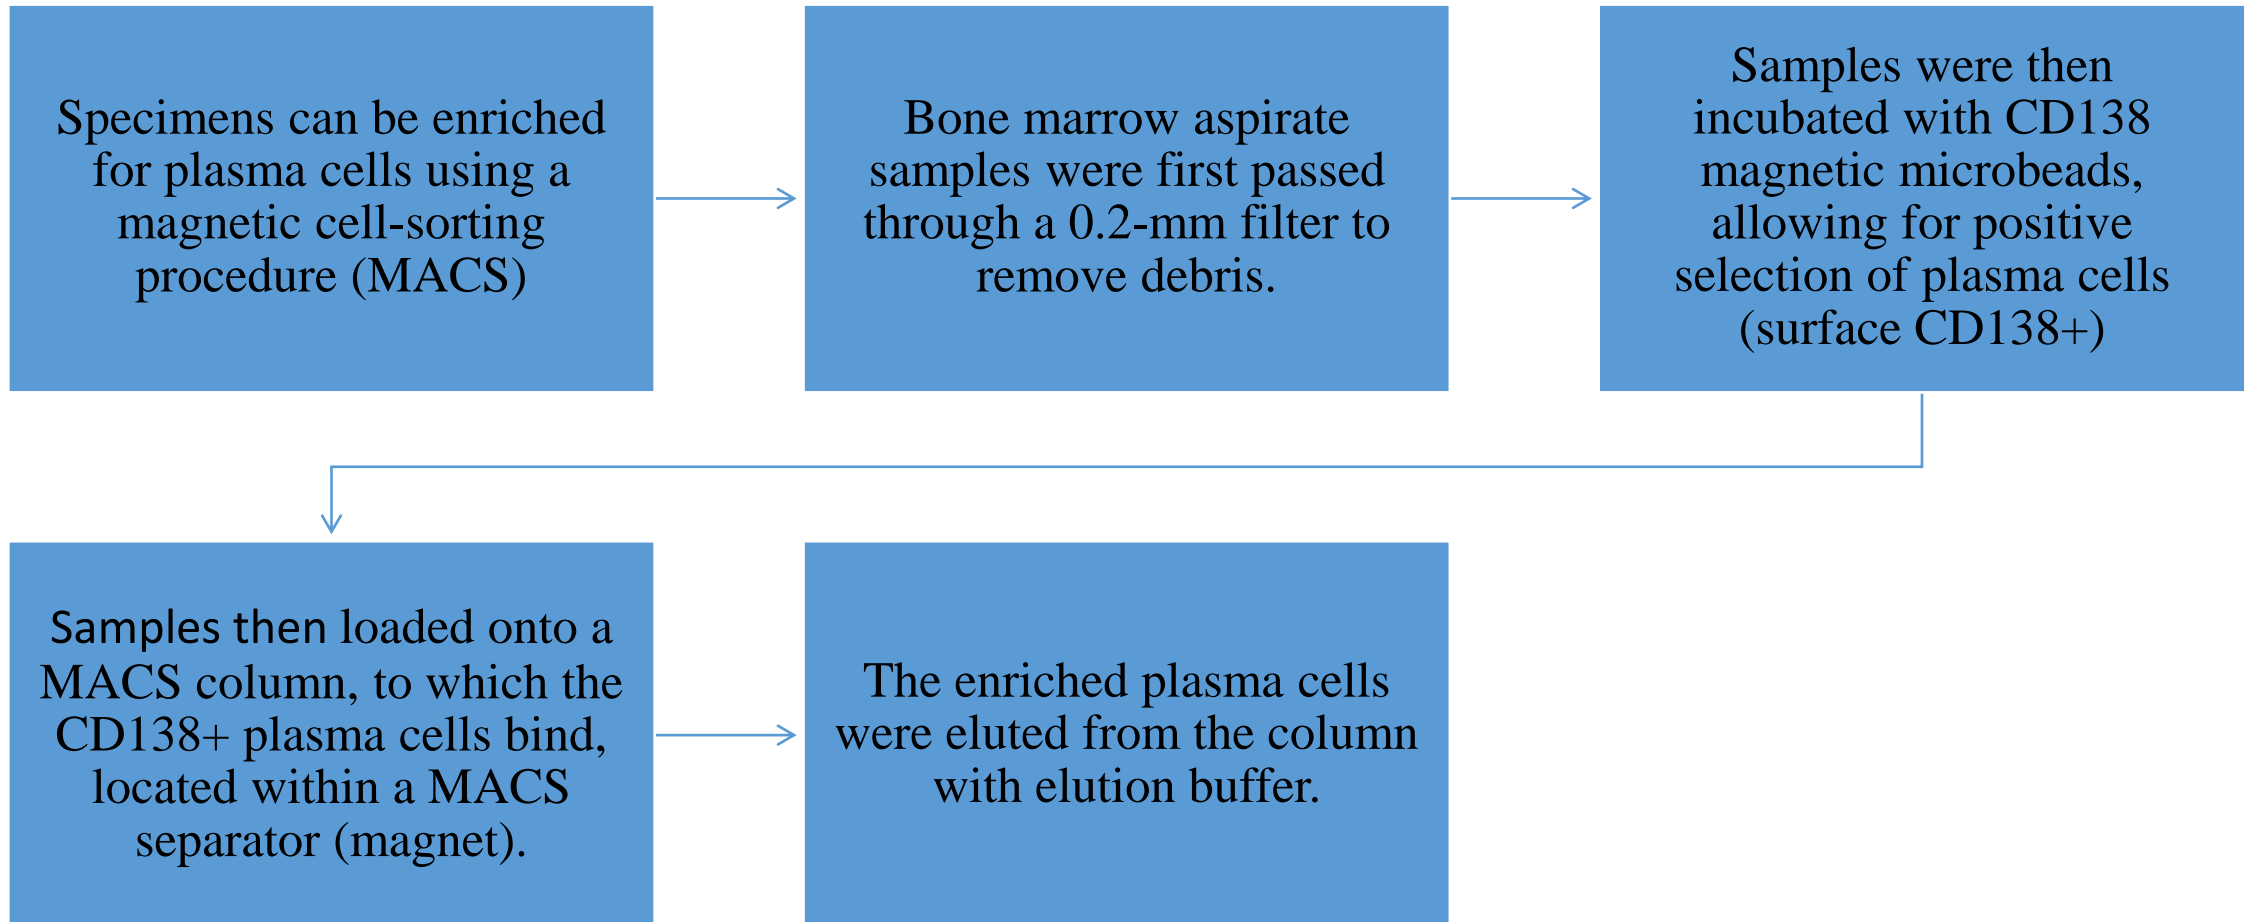 Specimens can be enriched
for plasma cells using a
magnetic cell-sorting
procedure (MACS)
Bone marrow aspirate
samples were first passed
through a 0.2-mm filter to
remove debris.
Samples were then
incubated with CD138
magnetic microbeads,
allowing for positive
selection of plasma cells
(surface CD138+)
Samples then loaded onto a
MACS column, to which the
CD138+ plasma cells bind,
located within a MACS
separator (magnet).
The enriched plasma cells
were eluted from the column
with elution buffer.